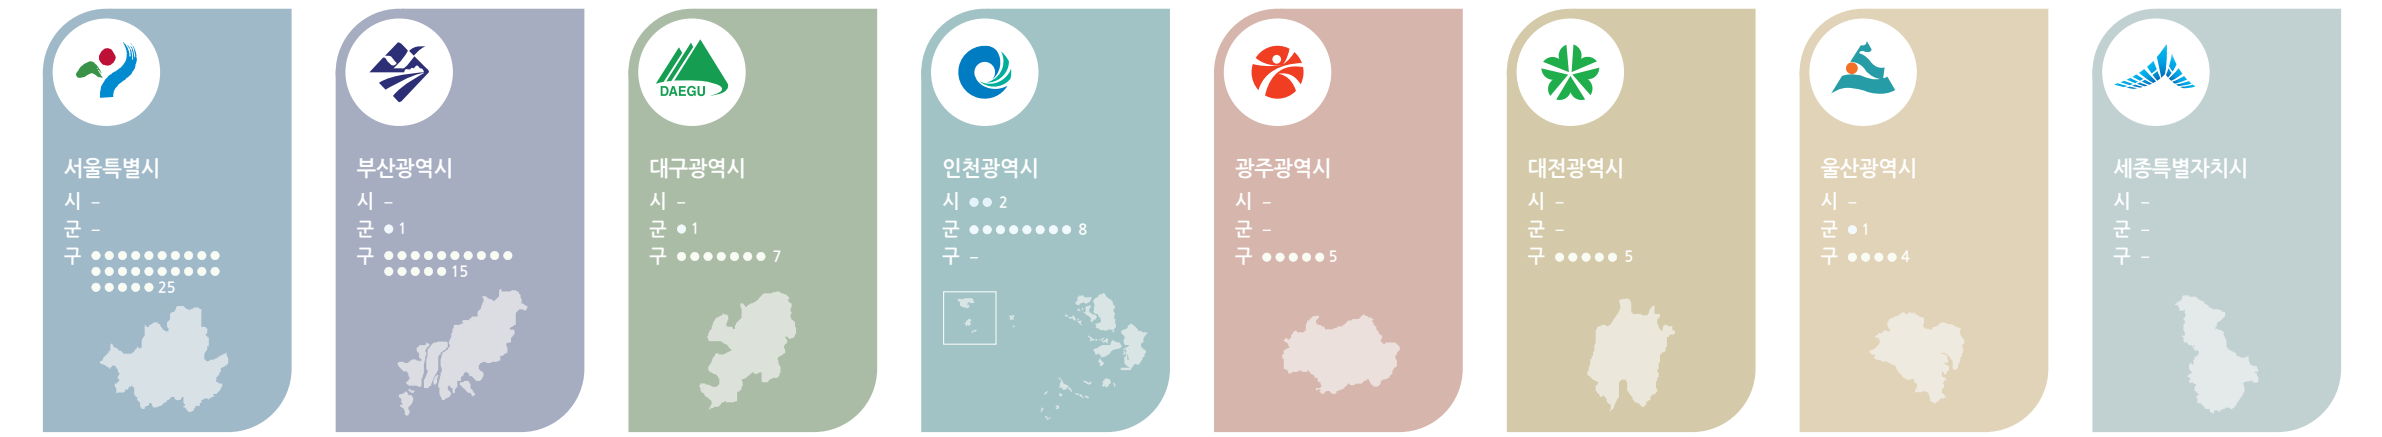 서울특별시
시 –
군 –
구 25
부산광역시
시 –
군 1
구 15
DAEGU
대구광역시
시 –
군 1
구 7
인천광역시
시 2
군 8
구 –
광주광역시
시 –
군 –
구 5
대전광역시
시 –
군 –
구 5
울산광역시
시 –
군 1
구 4
세종특별자치시
시 –
군 –
구 –